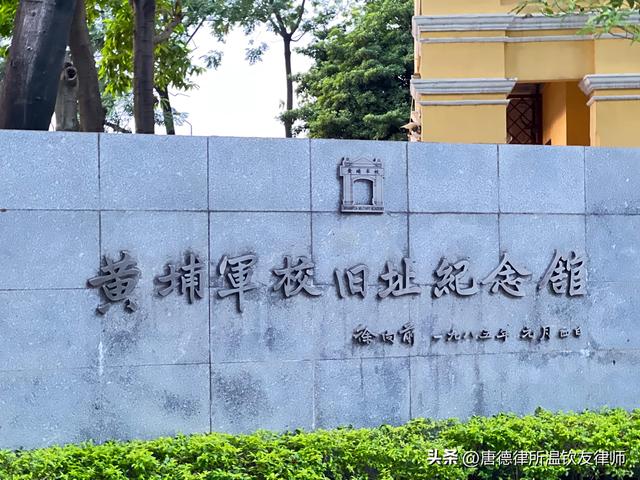 黄埔軍校旧址紀念館
徐向前 一九八五年六月四日
头条 @唐德律所温钦友律师